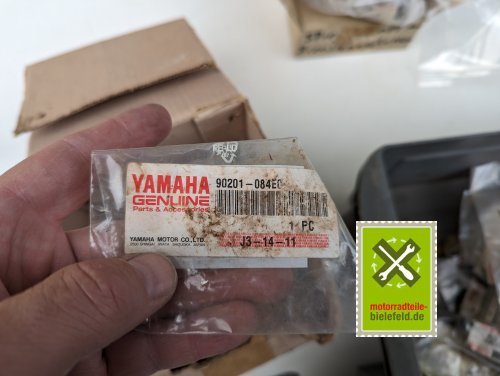 YAMAHA
GENUINE
Parts & Accessories
90201-084E0
1 PC
YAMAHA MOTOR CO., LTD.
J3-14-11
motorradteile-
bielefeld.de